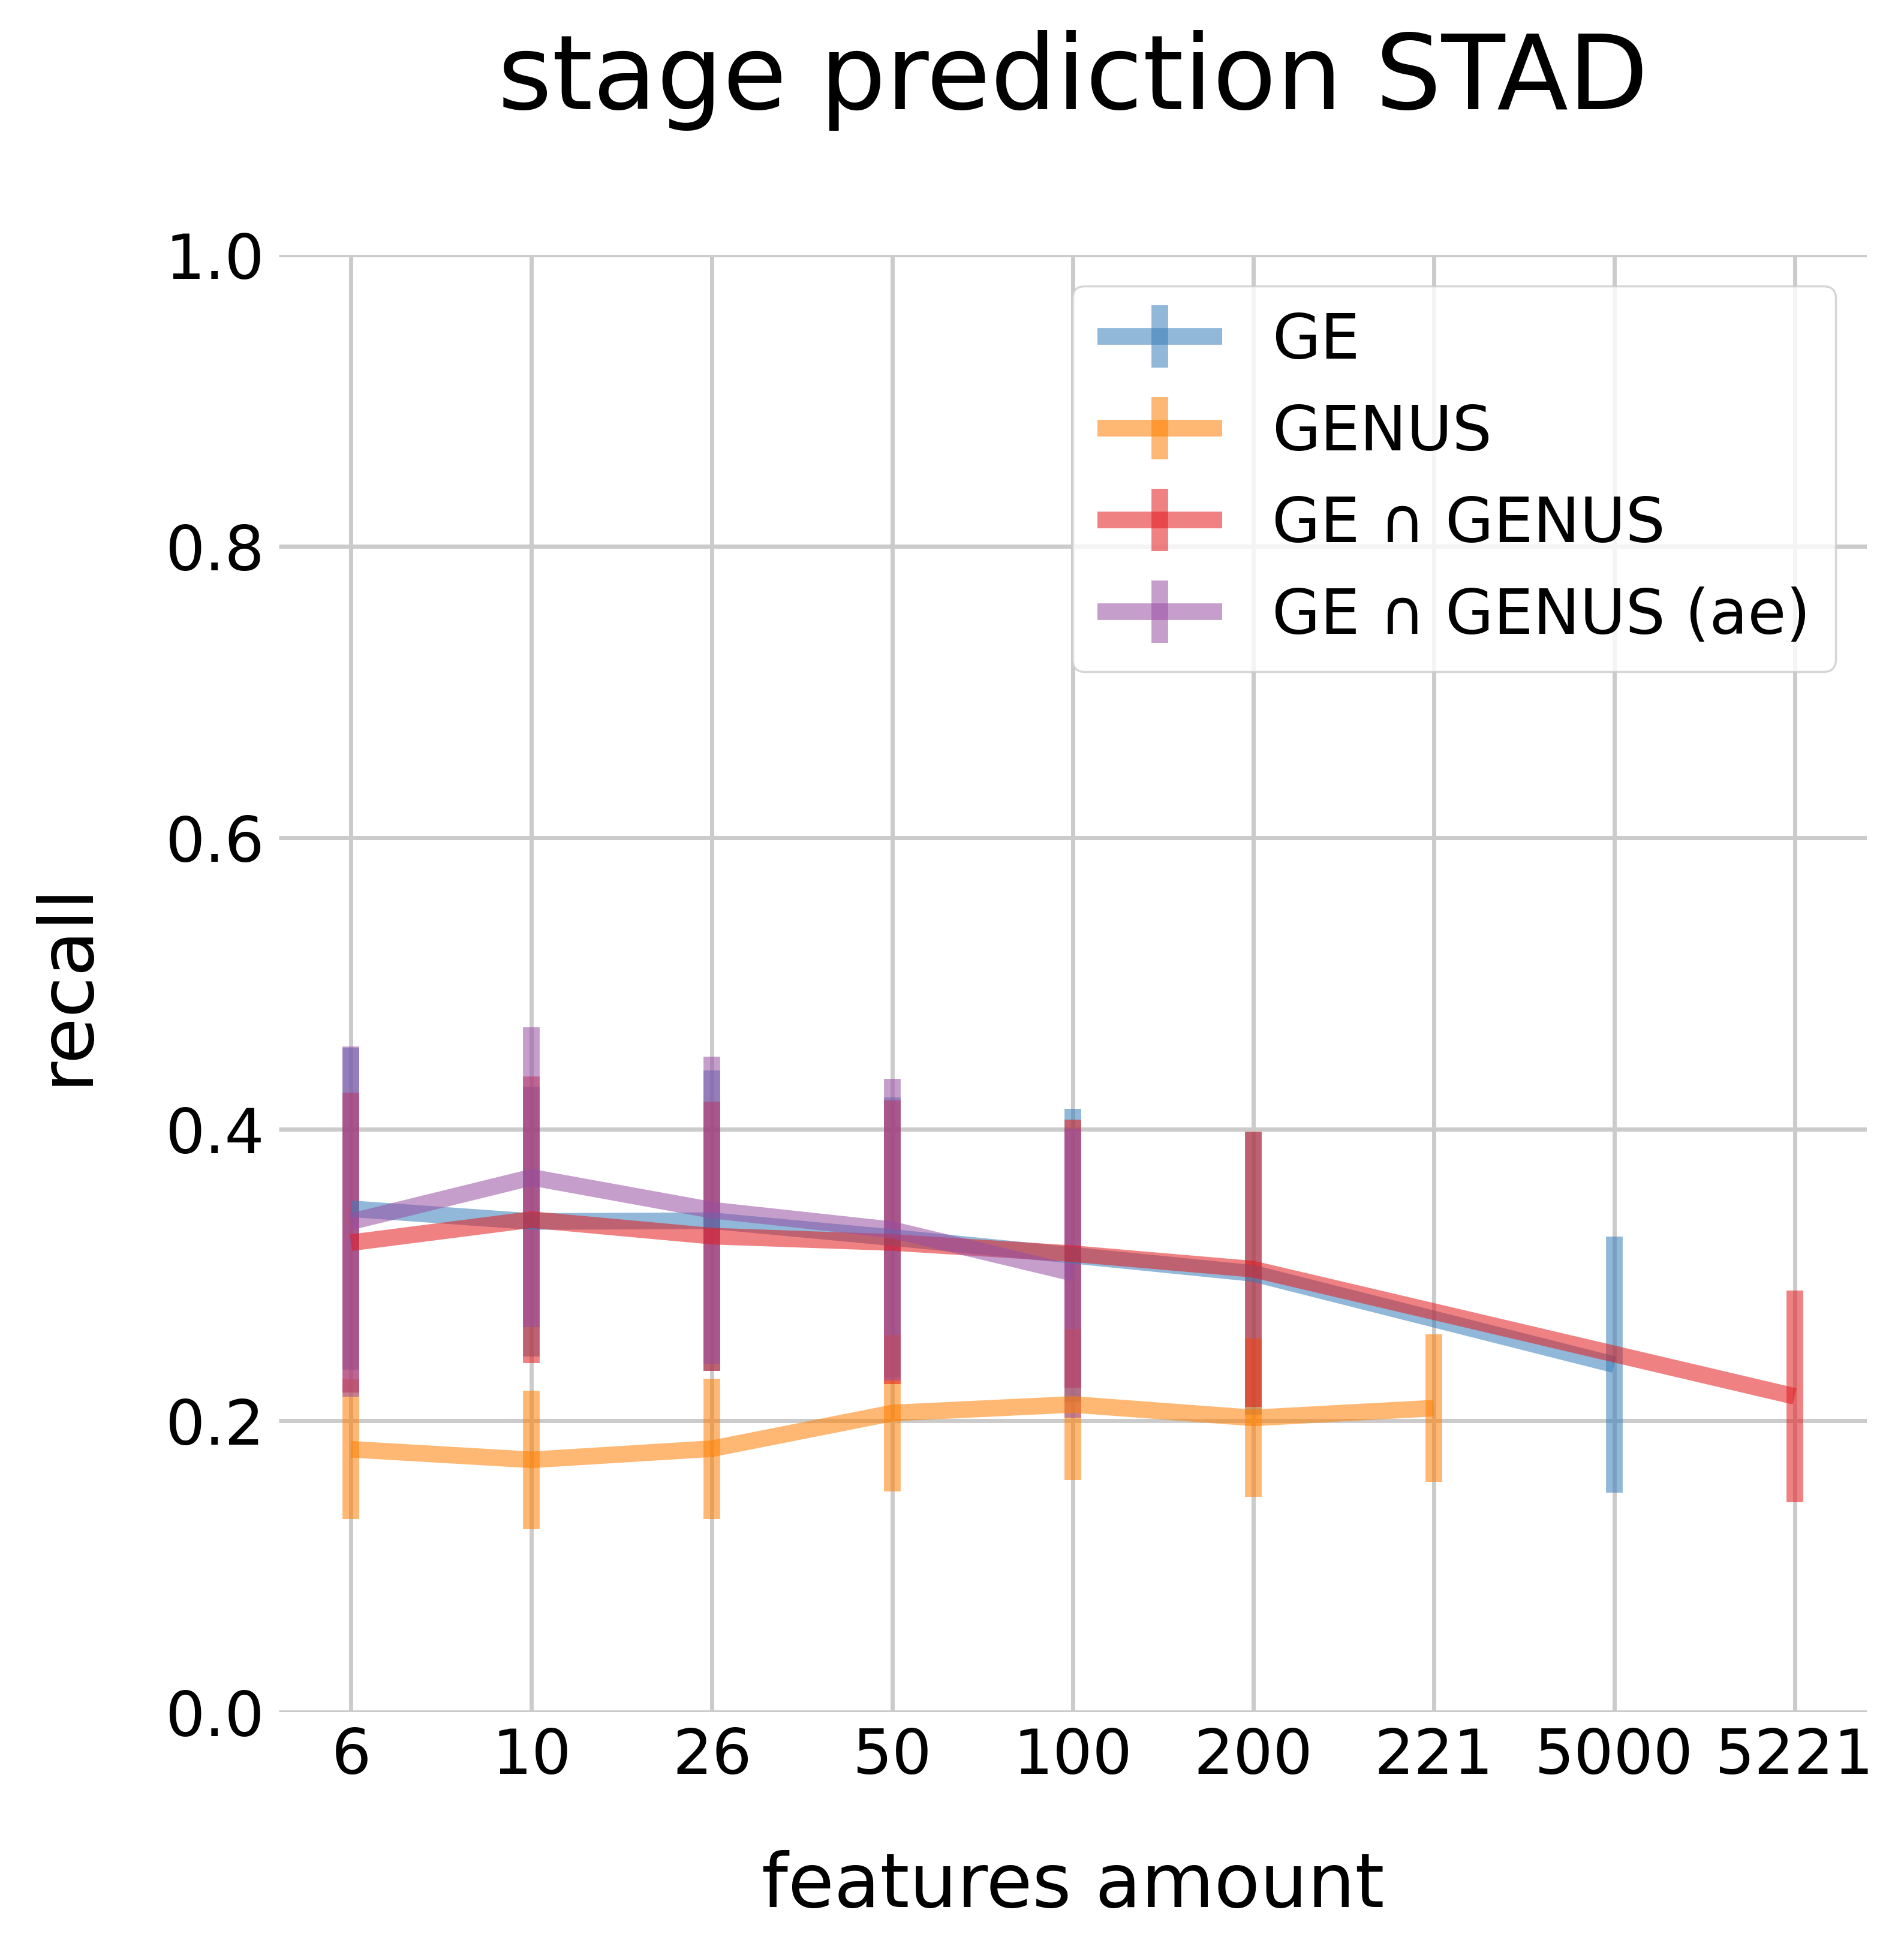 stage prediction STAD
1.0
0.8
0.6
0.4
0.2
0.0
recall
GE
GENUS
GE ∩ GENUS
GE ∩ GENUS (ae)
6 10 26 50 100 200 221 5000 5221
features amount